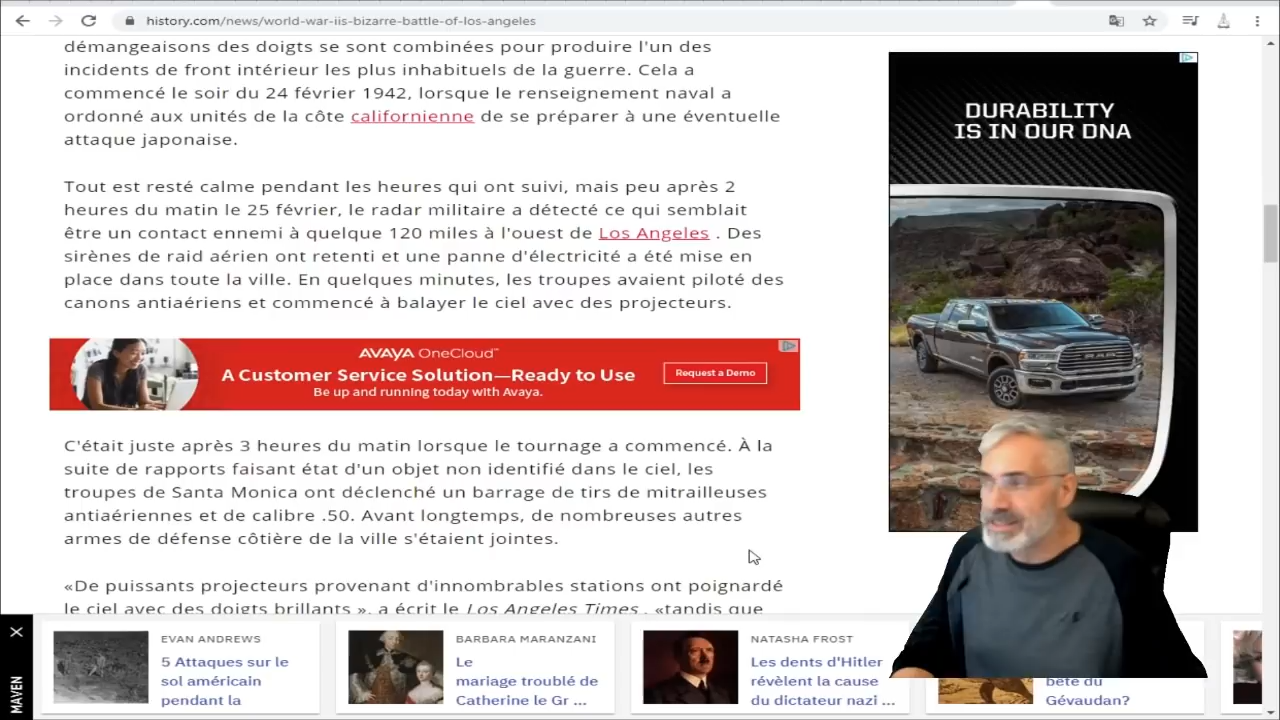 history.com/news/world-war-iis-bizarre-battle-of-los-angeles
démangeaisons des doigts se sont combinées pour produire l'un des
incidents de front intérieur les plus inhabituels de la guerre. Cela a
commencé le soir du 24 février 1942, lorsque le renseignement naval a
ordonné aux unités de la côte californienne de se préparer à une éventuelle
attaque japonaise.
Tout est resté calme pendant les heures qui ont suivi, mais peu après 2
heures du matin le 25 février, le radar militaire a détecté ce qui semblait
être un contact ennemi à quelque 120 miles à l'ouest de Los Angeles . Des
sirènes de raid aérien ont retenti et une panne d'électricité a été mise en
place dans toute la ville. En quelques minutes, les troupes avaient piloté des
canons antiaériens et commencé à balayer le ciel avec des projecteurs.
AVAYA OneCloud™
A Customer Service Solution—Ready to Use
Be up and running today with Avaya.
Request a Demo
C'était juste après 3 heures du matin lorsque le tournage a commencé. À la
suite de rapports faisant état d'un objet non identifié dans le ciel, les
troupes de Santa Monica ont déclenché un barrage de tirs de mitrailleuses
antiaériennes et de calibre .50. Avant longtemps, de nombreuses autres
armes de défense côtière de la ville s'étaient jointes.
«De puissants projecteurs provenant d'innombrables stations ont poignardé
le ciel avec des doigts brillants », a écrit le Los Angeles Times , «tandis que
DURABILITY
IS IN OUR DNA
RAM
MAVEN
EVAN ANDREWS
5 Attaques sur le
sol américain
pendant la
BARBARA MARANZANI
Le
mariage troublé de
Catherine le Gr ...
NATASHA FROST
Les dents d'Hitler
révèlent la cause
du dictateur nazi ...
bête du
Gévaudan?